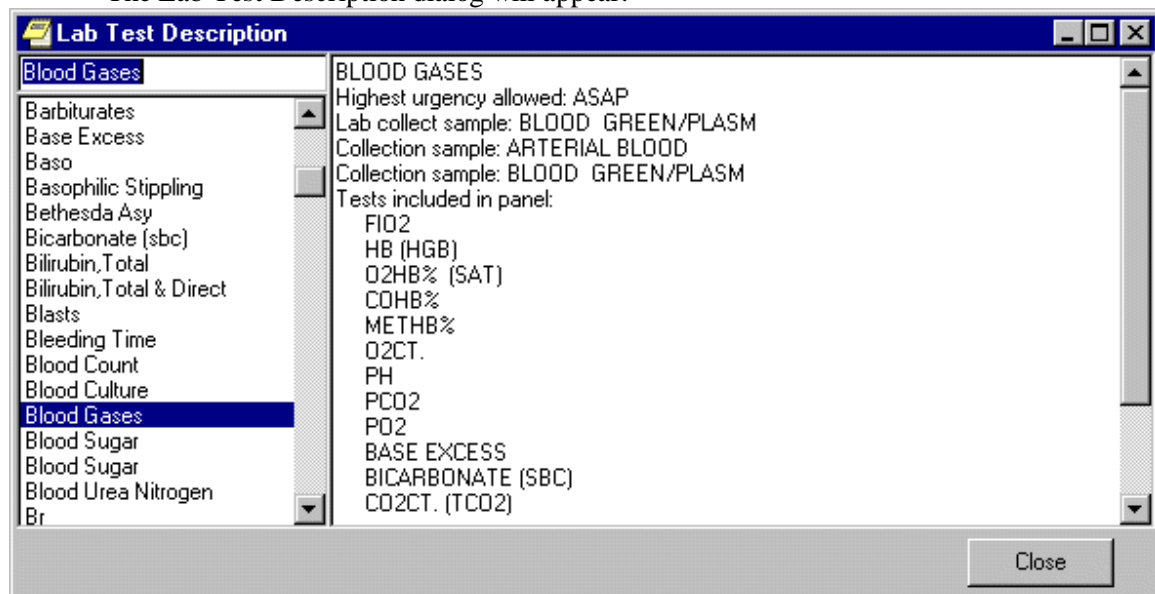 The Lab Test Description dialog will appear.
Lab Test Description
Blood Gases
Barbiturates
Base Excess
Baso
Basophilic Stippling
Bethesda Asy
Bicarbonate (sbc)
Bilirubin,Total
Bilirubin,Total & Direct
Blasts
Bleeding Time
Blood Count
Blood Culture
Blood Gases
Blood Sugar
Blood Sugar
Blood Urea Nitrogen
Br
BLOOD GASES
Highest urgency allowed: ASAP
Lab collect sample: BLOOD  GREEN/PLASM
Collection sample: ARTERIAL BLOOD
Collection sample: BLOOD  GREEN/PLASM
Tests included in panel:
FIO2
HB (HGB)
O2HB% (SAT)
COHB%
METHB%
O2CT.
PH
PCO2
PO2
BASE EXCESS
BICARBONATE (SBC)
CO2CT. (TCO2)
Close